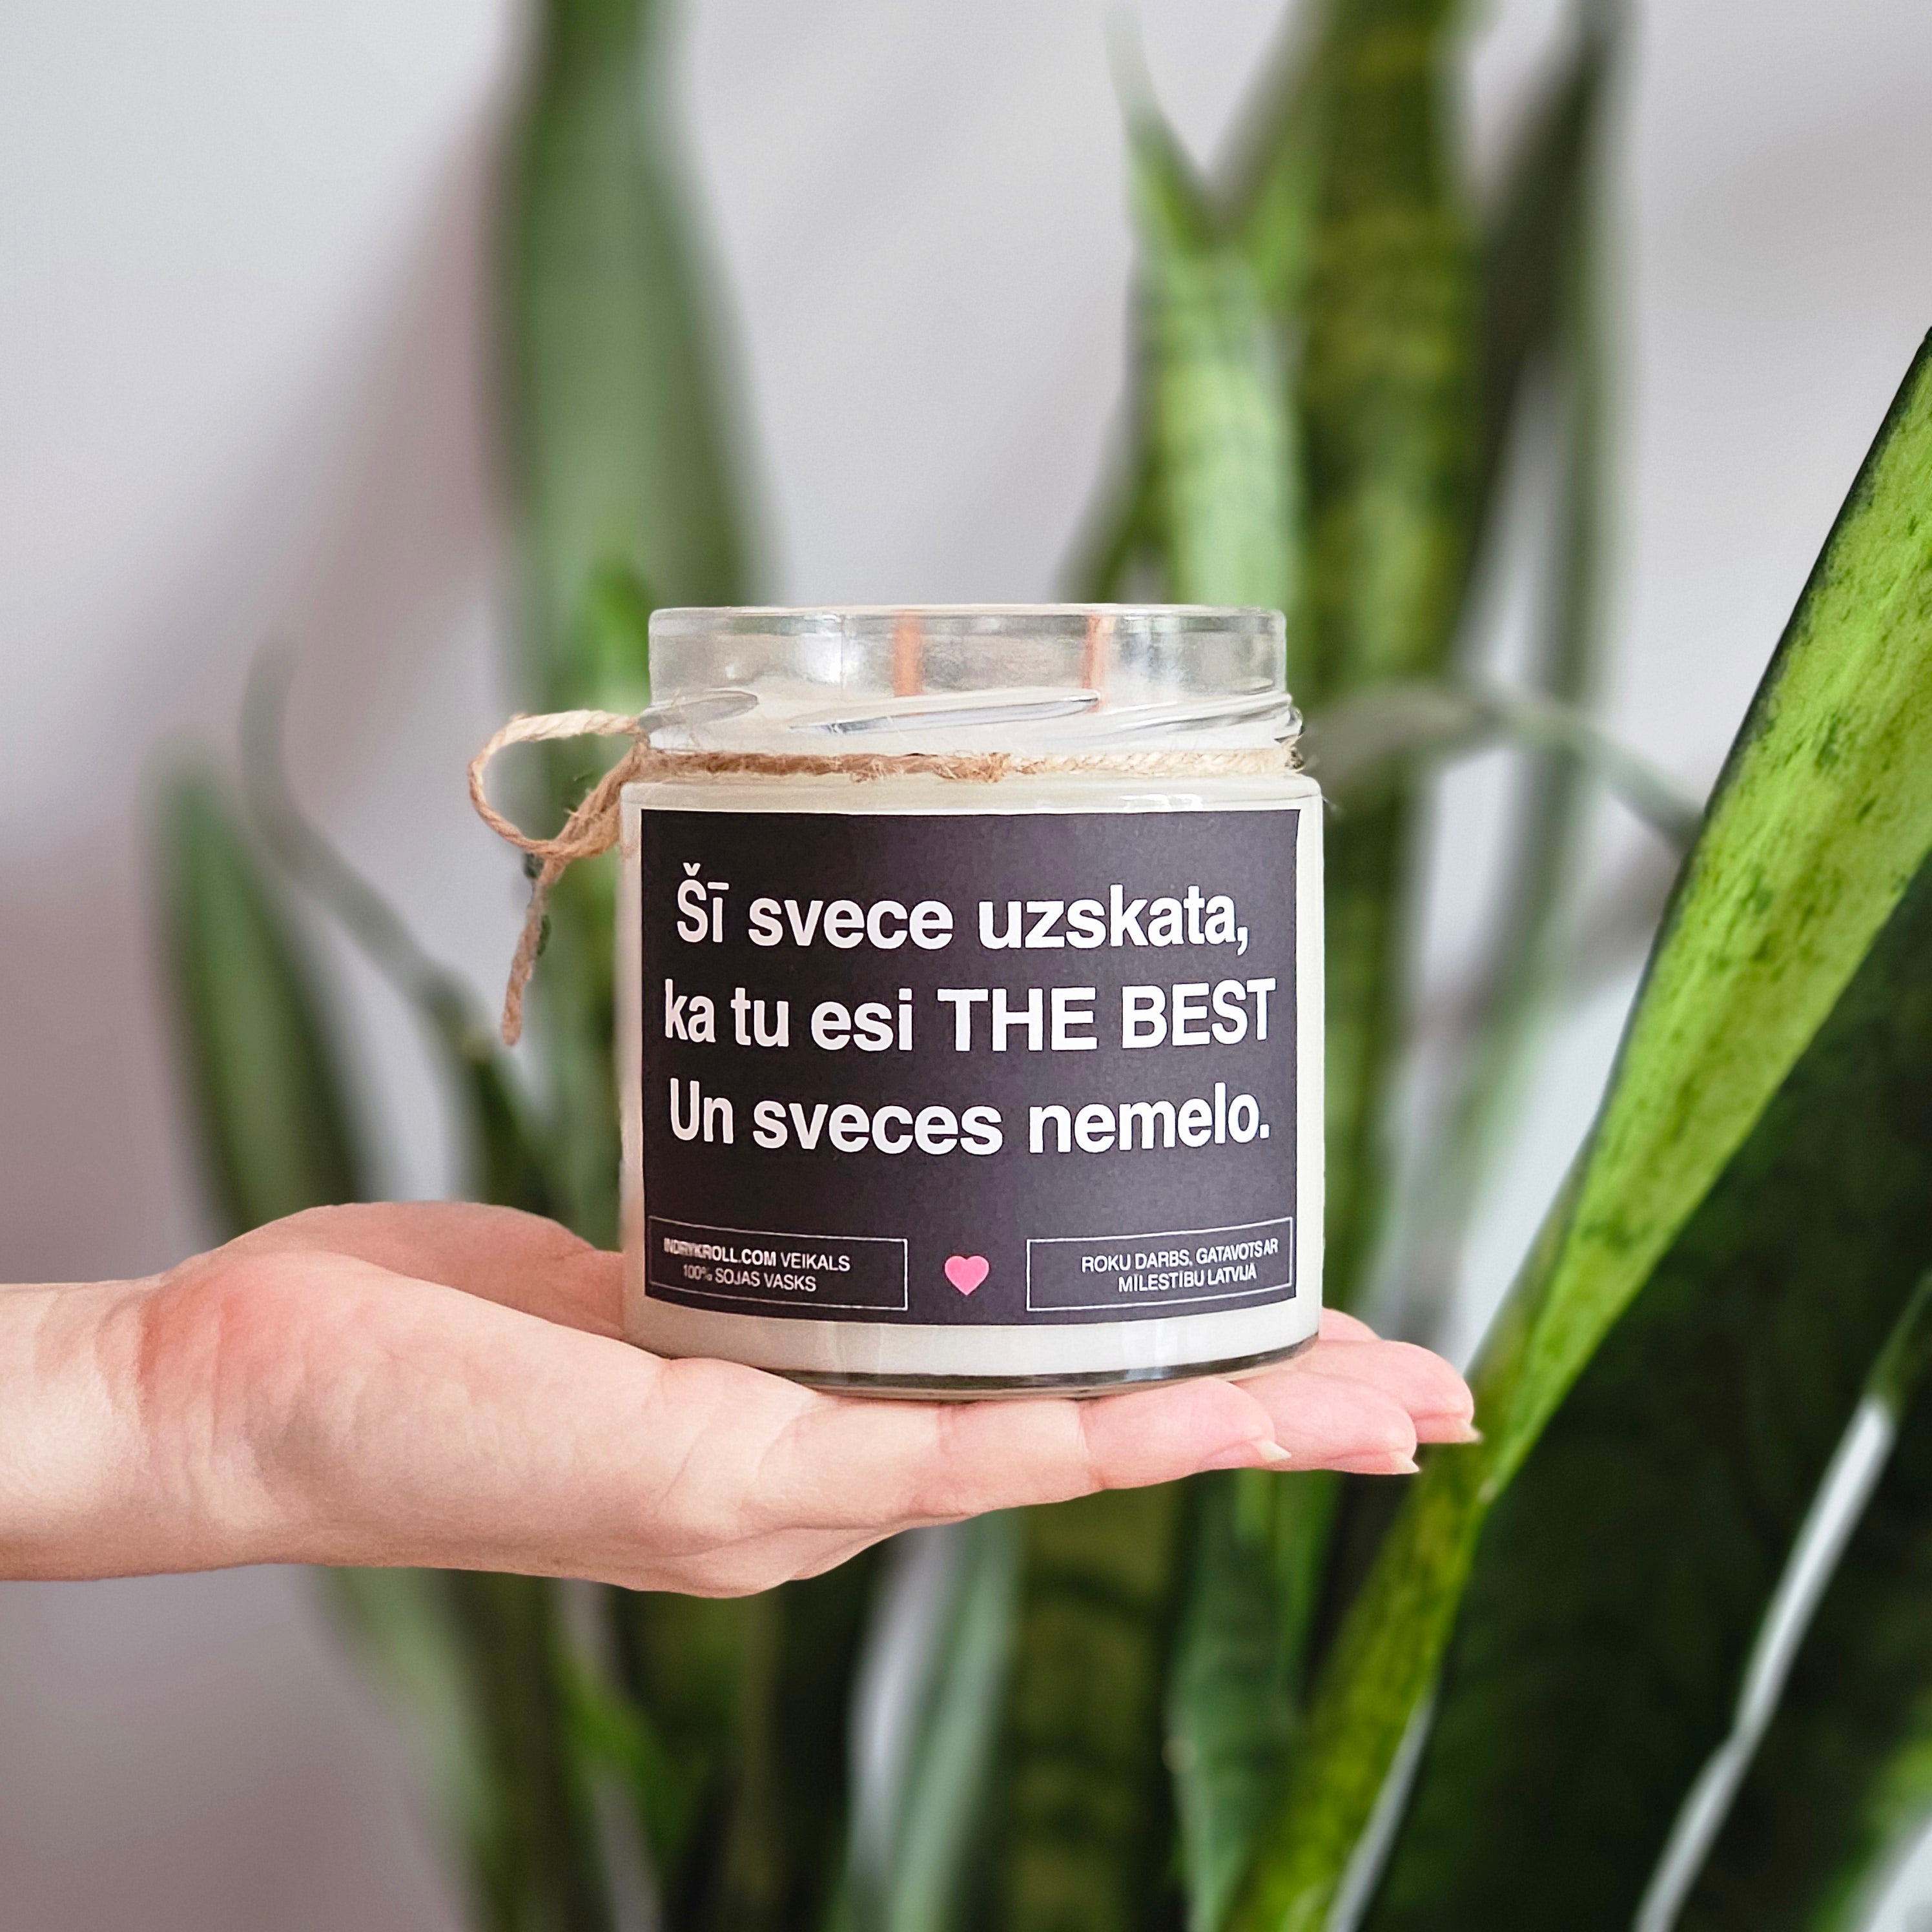 Šī svece uzskata,
ka tu esi THE BEST
Un sveces nemelo.
INDRYKROLL.COM VEIKALS
100% SOJAS VASKS
ROKU DARBS, GATAVOTS AR
MĪLESTĪBU LATVIJĀ